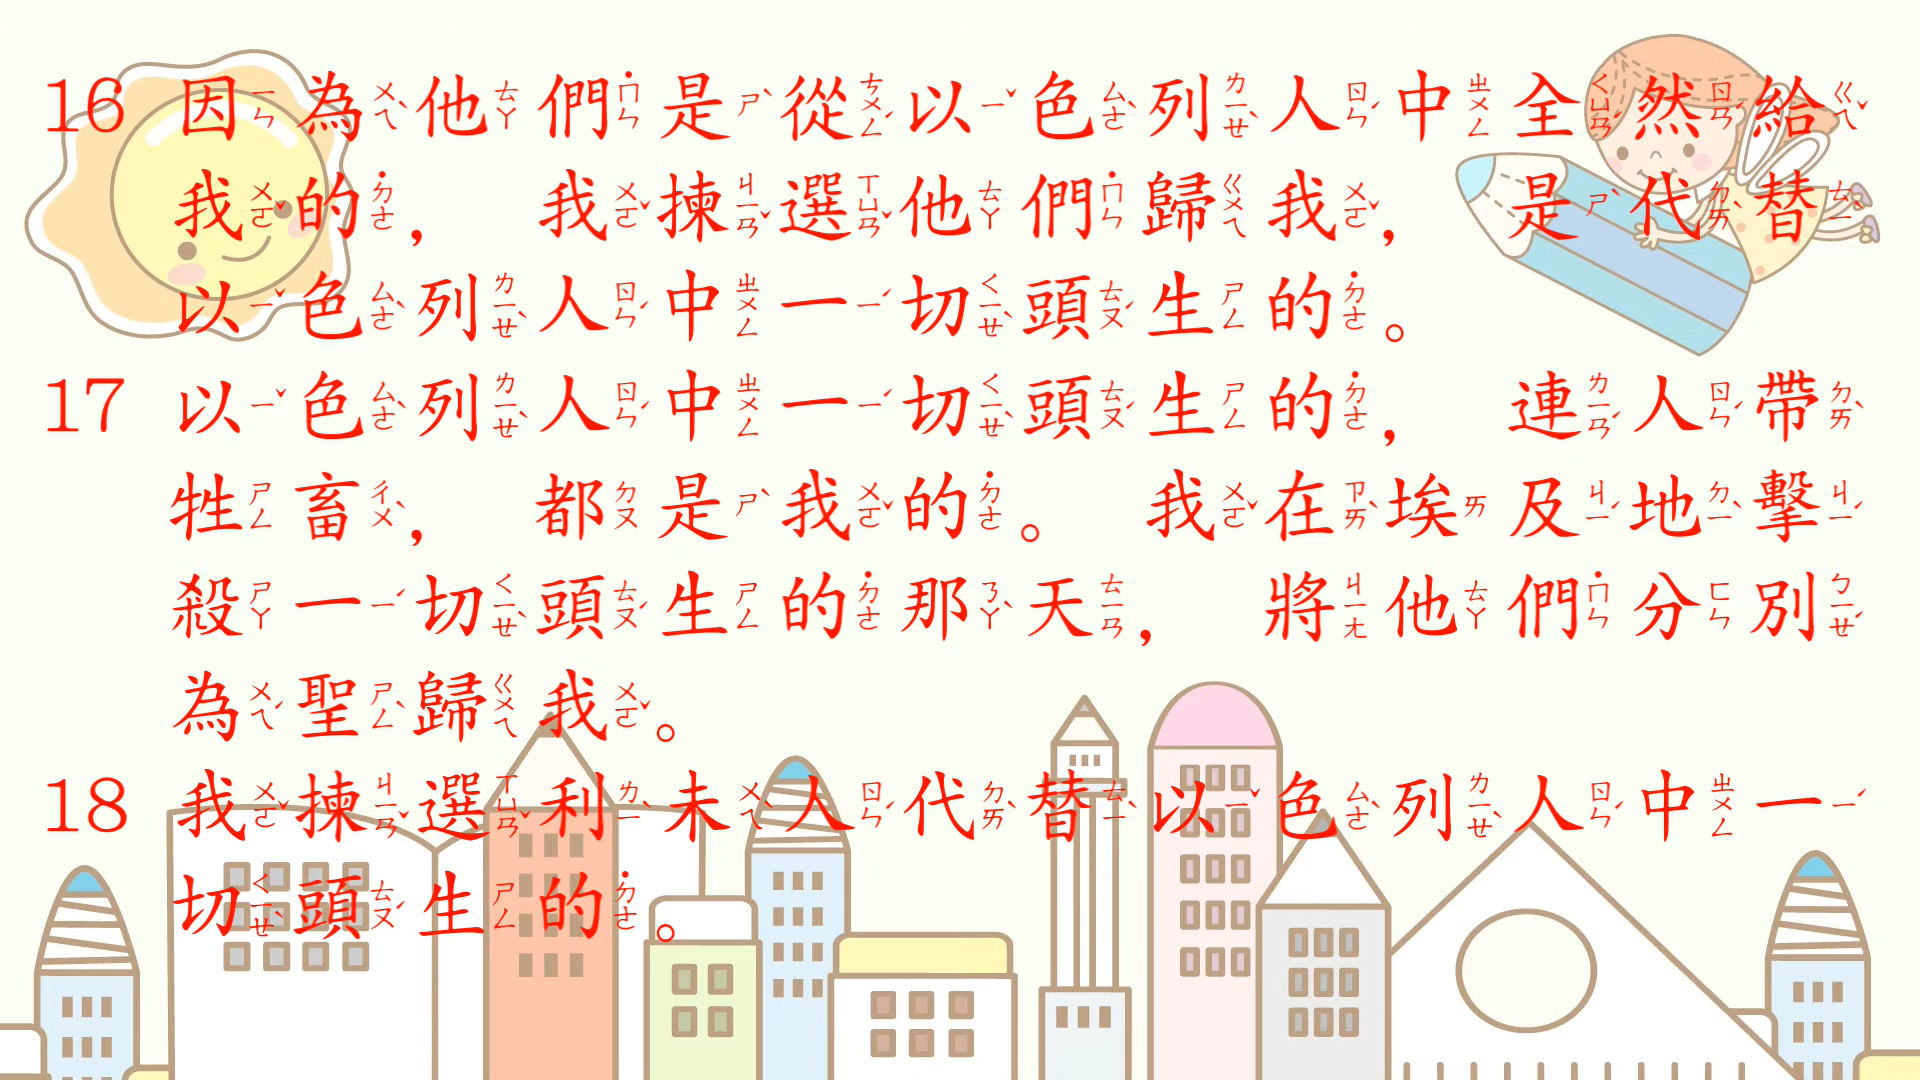 16 因為他們是從以色列人中全然給
我的， 我揀選他們歸我， 是代替
以色列人中一切頭生的。
17 以色列人中一切頭生的， 連人帶
牲畜， 都是我的。 我在埃及地擊
殺一切頭生的那天， 將他們分別
為聖歸我。
18 我揀選利未人代替以色列人中一
切頭生的。